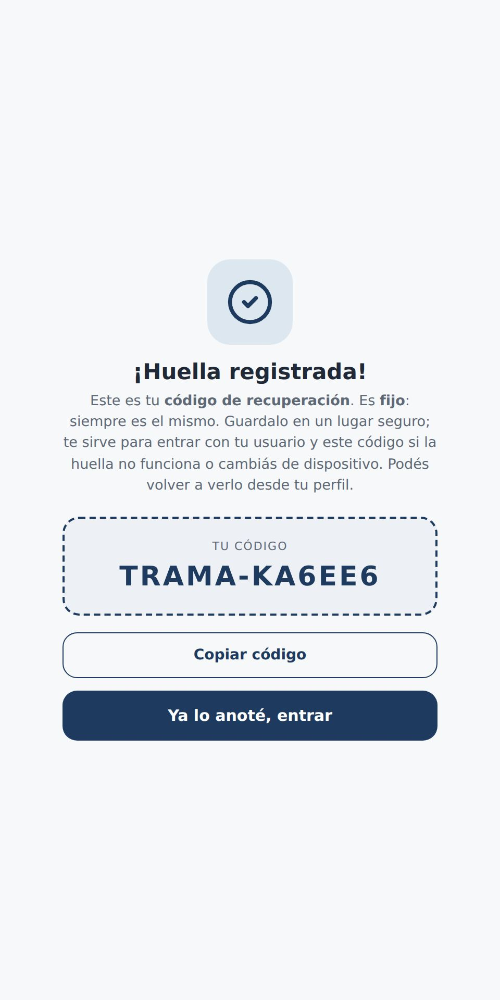 ¡Huella registrada!
Este es tu código de recuperación. Es fijo:
siempre es el mismo. Guardalo en un lugar seguro;
te sirve para entrar con tu usuario y este código si la
huella no funciona o cambiás de dispositivo. Podés
volver a verlo desde tu perfil.
TU CÓDIGO
TRAMA-KA6EE6
Copiar código
Ya lo anoté, entrar